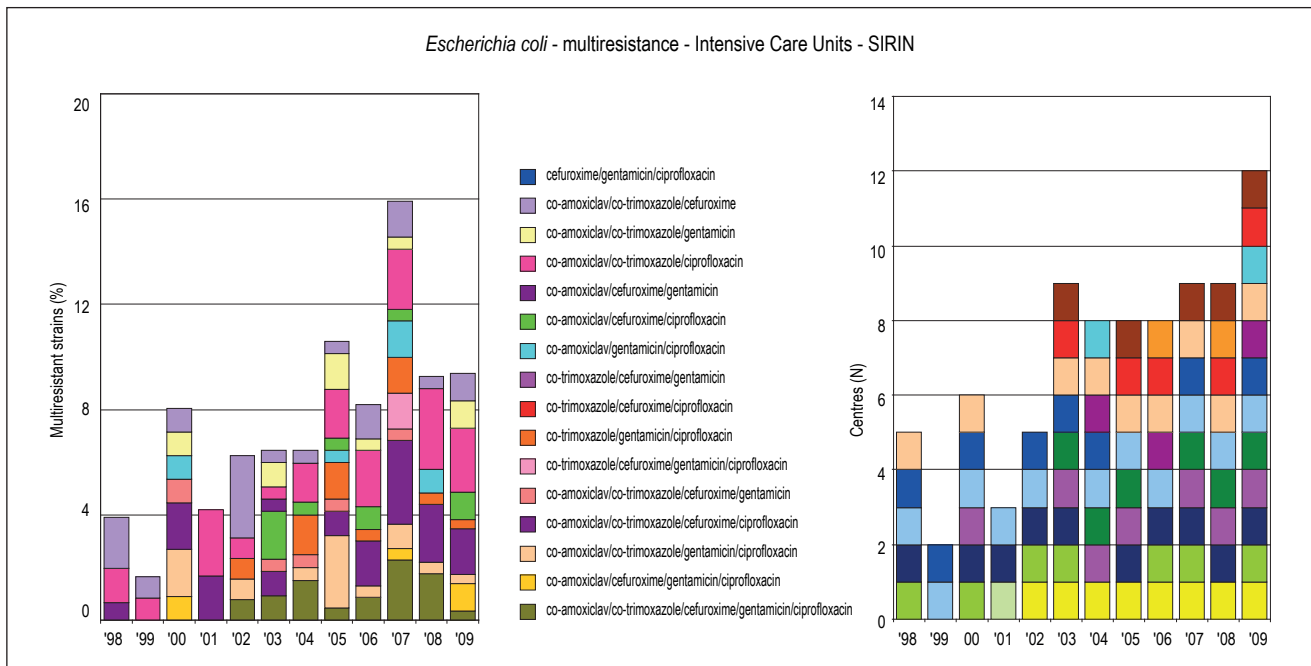 Escherichia coli - multiresistance - Intensive Care Units - SIRIN
Multiresistant strains (%)
20
16
12
8
4
0
'98 '99 '00 '01 '02 '03 '04 '05 '06 '07 '08 '09
cefuroxime/gentamicin/ciprofloxacin
co-amoxiclav/co-trimoxazole/cefuroxime
co-amoxiclav/co-trimoxazole/gentamicin
co-amoxiclav/co-trimoxazole/ciprofloxacin
co-amoxiclav/cefuroxime/gentamicin
co-amoxiclav/cefuroxime/ciprofloxacin
co-amoxiclav/gentamicin/ciprofloxacin
co-trimoxazole/cefuroxime/gentamicin
co-trimoxazole/cefuroxime/ciprofloxacin
co-trimoxazole/gentamicin/ciprofloxacin
co-trimoxazole/cefuroxime/gentamicin/ciprofloxacin
co-amoxiclav/co-trimoxazole/cefuroxime/gentamicin
co-amoxiclav/co-trimoxazole/cefuroxime/ciprofloxacin
co-amoxiclav/co-trimoxazole/gentamicin/ciprofloxacin
co-amoxiclav/cefuroxime/gentamicin/ciprofloxacin
co-amoxiclav/co-trimoxazole/cefuroxime/gentamicin/ciprofloxacin
Centres (N)
14
12
10
8
6
4
2
0
'98 '99 00 '01 '02 '03 '04 '05 '06 '07 '08 '09